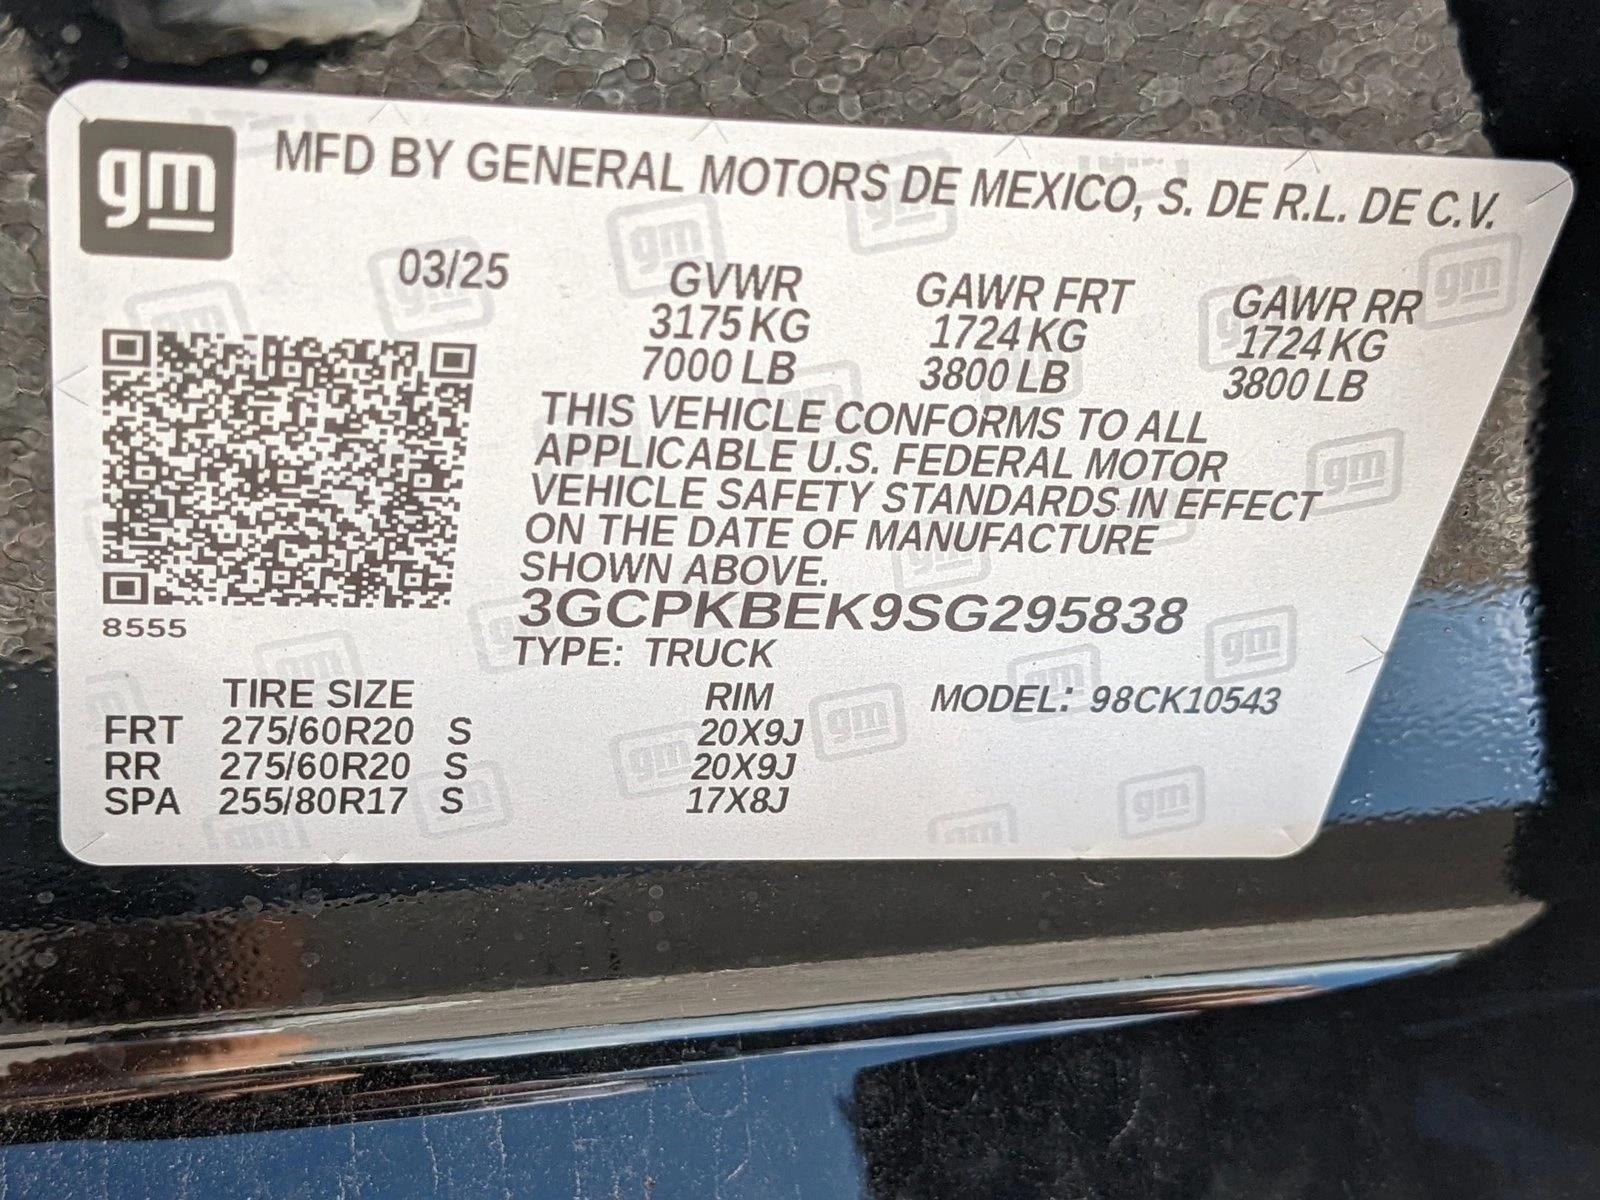 gm
MFD BY GENERAL MOTORS DE MEXICO, S. DE R.L. DE C.V.
03/25 GVWR GAWR FRT GAWR RR
3175 KG 1724 KG 1724 KG
7000 LB 3800 LB 3800 LB
THIS VEHICLE CONFORMS TO ALL
APPLICABLE U.S. FEDERAL MOTOR
VEHICLE SAFETY STANDARDS IN EFFECT
ON THE DATE OF MANUFACTURE
SHOWN ABOVE.
3GCPKBEK9SG295838
8555
TYPE: TRUCK
TIRE SIZE RIM MODEL: 98CK10543
FRT 275/60R20 S 20X9J
RR 275/60R20 S 20X9J
SPA 255/80R17 S 17X8J